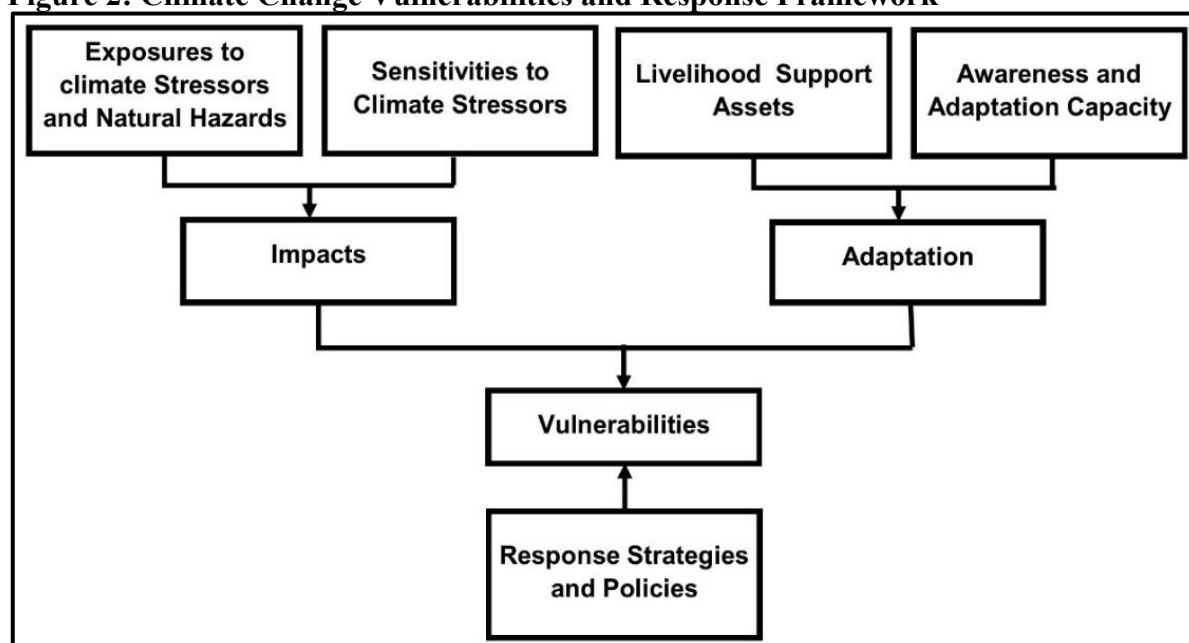 Figure 2: Climate Change Vulnerabilities and Response Framework
Exposures to
climate Stressors
and Natural Hazards
Sensitivities to
Climate Stressors
Livelihood Support
Assets
Awareness and
Adaptation Capacity
Impacts
Adaptation
Vulnerabilities
Response Strategies
and Policies